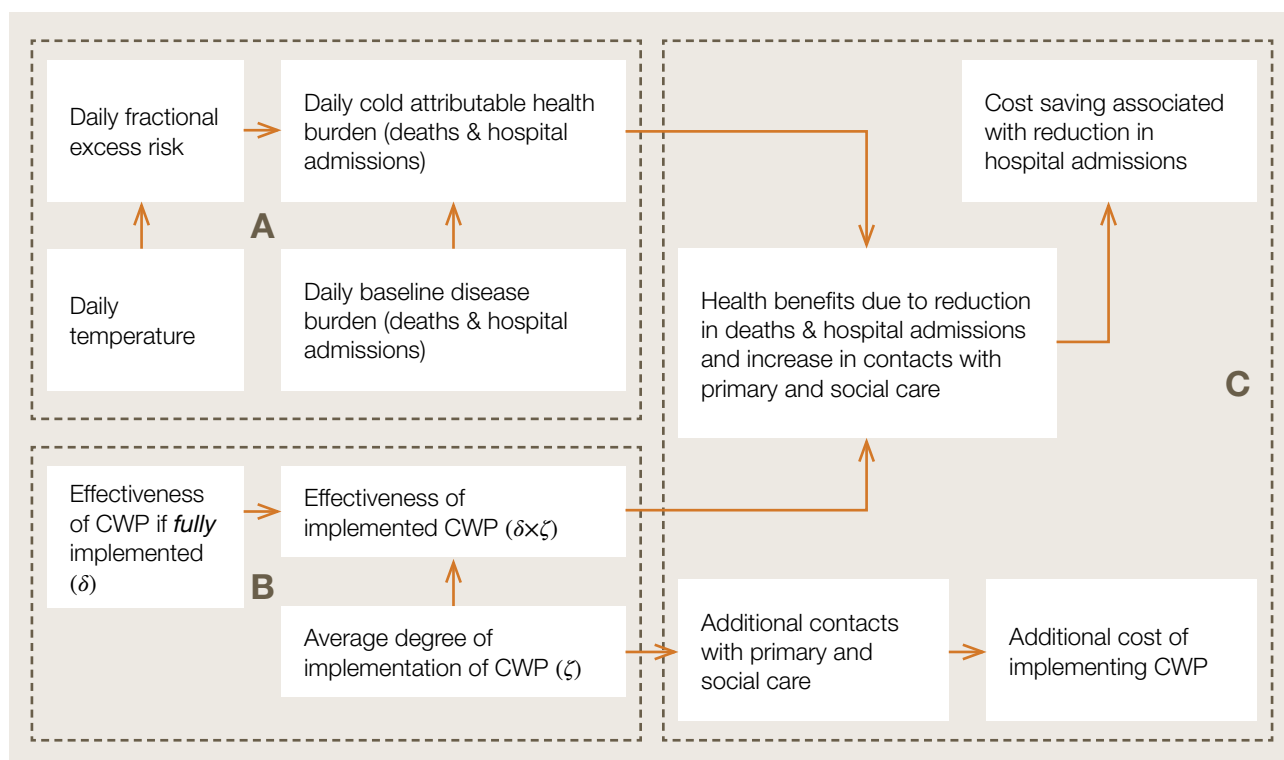 Daily fractional
excess risk
Daily cold attributable health
burden (deaths & hospital
admissions)
A
Daily
temperature
Daily baseline disease
burden (deaths & hospital
admissions)
Effectiveness
of CWP if fully
implemented
(δ)
Effectiveness of
implemented CWP (δ×ζ)
B
Average degree of
implementation of CWP (ζ)
Cost saving associated
with reduction in
hospital admissions
Health benefits due to reduction
in deaths & hospital admissions
and increase in contacts with
primary and social care
C
Additional contacts
with primary and
social care
Additional cost of
implementing CWP